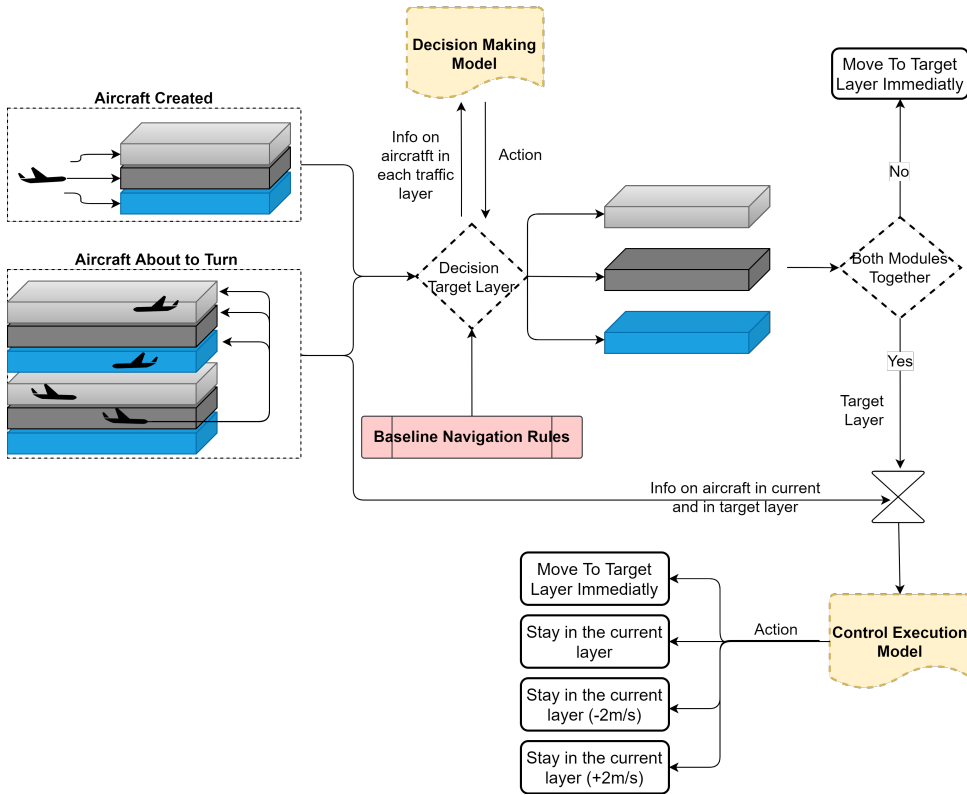 Decision Making
Model
Move To Target
Layer Immediatly
Aircraft Created
Info on
aircratft in
each traffic
layer
Action
No
Aircraft About to Turn
Decision
Target Layer
Both Modules
Together
Yes
Target
Layer
Baseline Navigation Rules
Info on aircraft in current
and in target layer
Move To Target
Layer Immediatly
Stay in the current
layer
Action
Control Execution
Model
Stay in the current
layer (-2m/s)
Stay in the current
layer (+2m/s)